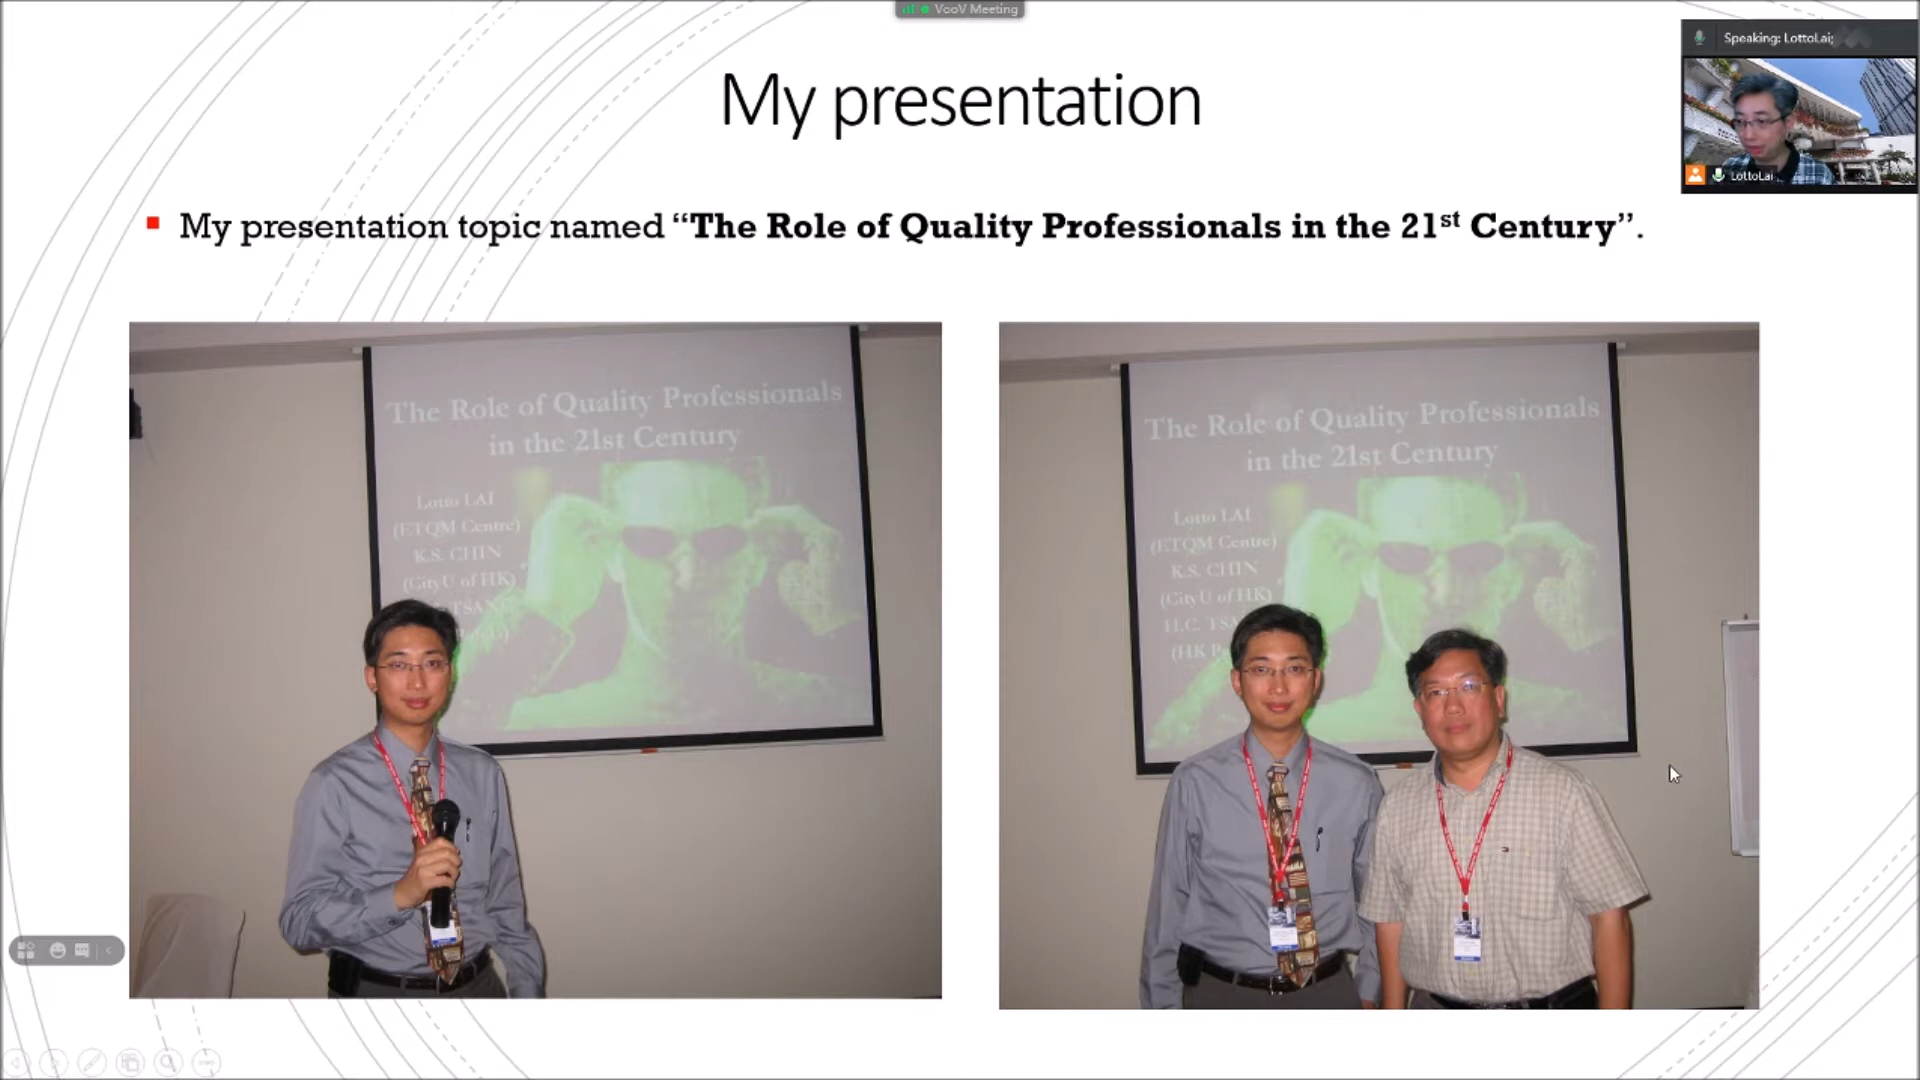 VooV Meeting
Speaking: LottoLai;
LottoLai
My presentation
My presentation topic named “The Role of Quality Professionals in the 21st Century”.
The Role of Quality Professionals
in the 21st Century
Lotto LAI
(ETQM Centre)
K.S. CHIN
(CityU of HK)
TSANG
The Role of Quality Professionals
in the 21st Century
Lotto LAI
(ETQM Centre)
K.S. CHIN
(CityU of HK)
H.C. TSA
(HK P